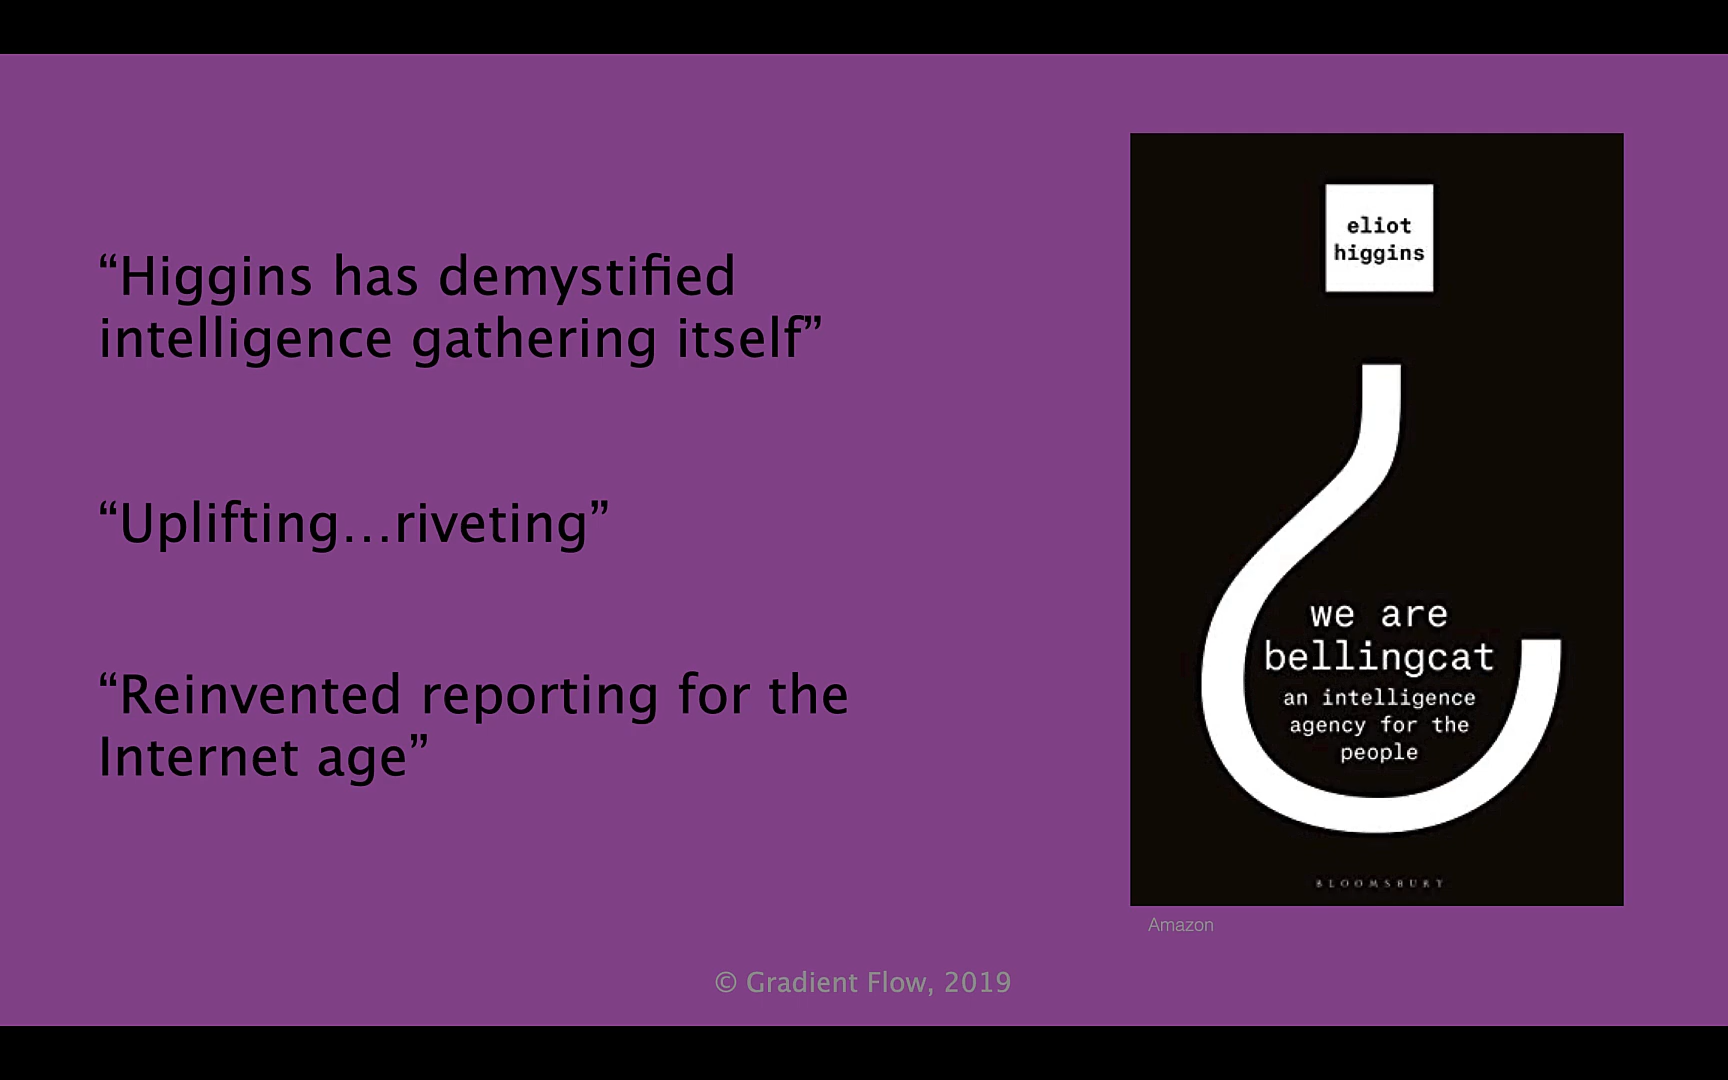 “Higgins has demystified
intelligence gathering itself”
“Uplifting…riveting”
“Reinvented reporting for the
Internet age”
eliot
higgins
we are
bellingcat
an intelligence
agency for the
people
BLOOMSBURY
Amazon
© Gradient Flow, 2019